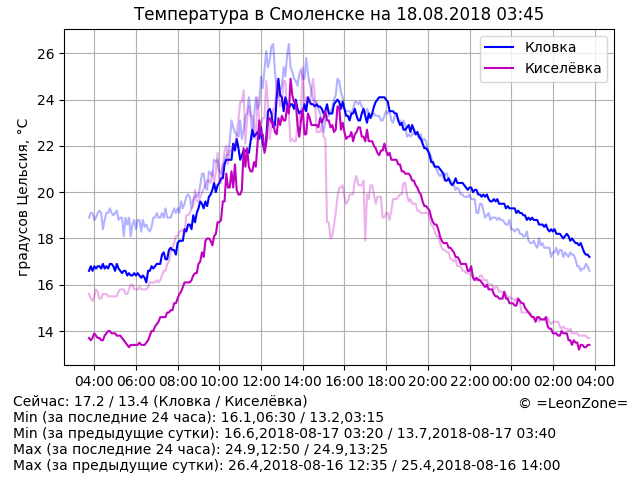 Температура в Смоленске на 18.08.2018 03:45
градусов Цельсия, °C
26
24
22
20
18
16
14
Кловка
Киселёвка
04:00 06:00 08:00 10:00 12:00 14:00 16:00 18:00 20:00 22:00 00:00 02:00 04:00
Сейчас: 17.2 / 13.4 (Кловка / Киселёвка)
© =LeonZone=
Min (за последние 24 часа): 16.1,06:30 / 13.2,03:15
Min (за предыдущие сутки): 16.6,2018-08-17 03:20 / 13.7,2018-08-17 03:40
Max (за последние 24 часа): 24.9,12:50 / 24.9,13:25
Max (за предыдущие сутки): 26.4,2018-08-16 12:35 / 25.4,2018-08-16 14:00